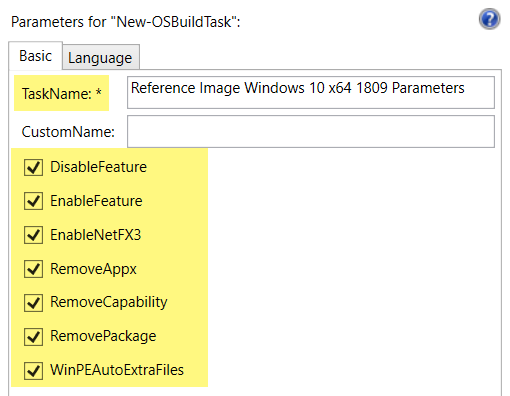 Parameters for "New-OSBuildTask":
?
Basic Language
TaskName: * Reference Image Windows 10 x64 1809 Parameters
CustomName:
DisableFeature
EnableFeature
EnableNetFX3
RemoveAppx
RemoveCapability
RemovePackage
WinPEAutoExtraFiles